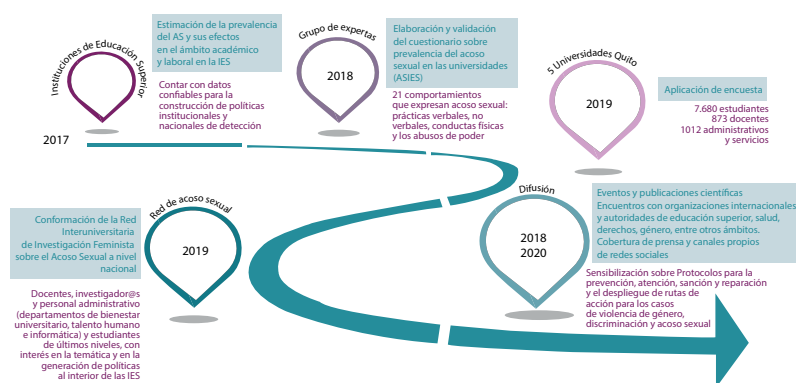 Instituciones de Educación Superior
2017
Estimación de la prevalencia
del AS y sus efectos
en el ámbito académico
y laboral en la IES
Contar con datos
confiables para la
construcción de políticas
institucionales y
nacionales de detección
Grupo de expertas
2018
Elaboración y validación
del cuestionario sobre
prevalencia del acoso
sexual en las universidades
(ASIES)
21 comportamientos
que expresan acoso sexual:
prácticas verbales, no
verbales, conductas físicas
y los abusos de poder
5 Universidades Quito
2019
Aplicación de encuesta
7.680 estudiantes
873 docentes
1012 administrativos
y servicios
Conformación de la Red
Interuniversitaria
de Investigación Feminista
sobre el Acoso Sexual a nivel
nacional
Docentes, investigador@s
y personal administrativo
(departamentos de bienestar
universitario, talento humano
e informática) y estudiantes
de últimos niveles, con
interés en la temática y en la
generación de políticas
al interior de las IES
Red de acoso sexual
2019
Difusión
2018
2020
Eventos y publicaciones científicas
Encuentros con organizaciones internacionales
y autoridades de educación superior, salud,
derechos, género, entre otros ámbitos.
Cobertura de prensa y canales propios
de redes sociales
Sensibilización sobre Protocolos para la
prevención, atención, sanción y reparación
y el despliegue de rutas de
acción para los casos
de violencia de género,
discriminación y acoso sexual